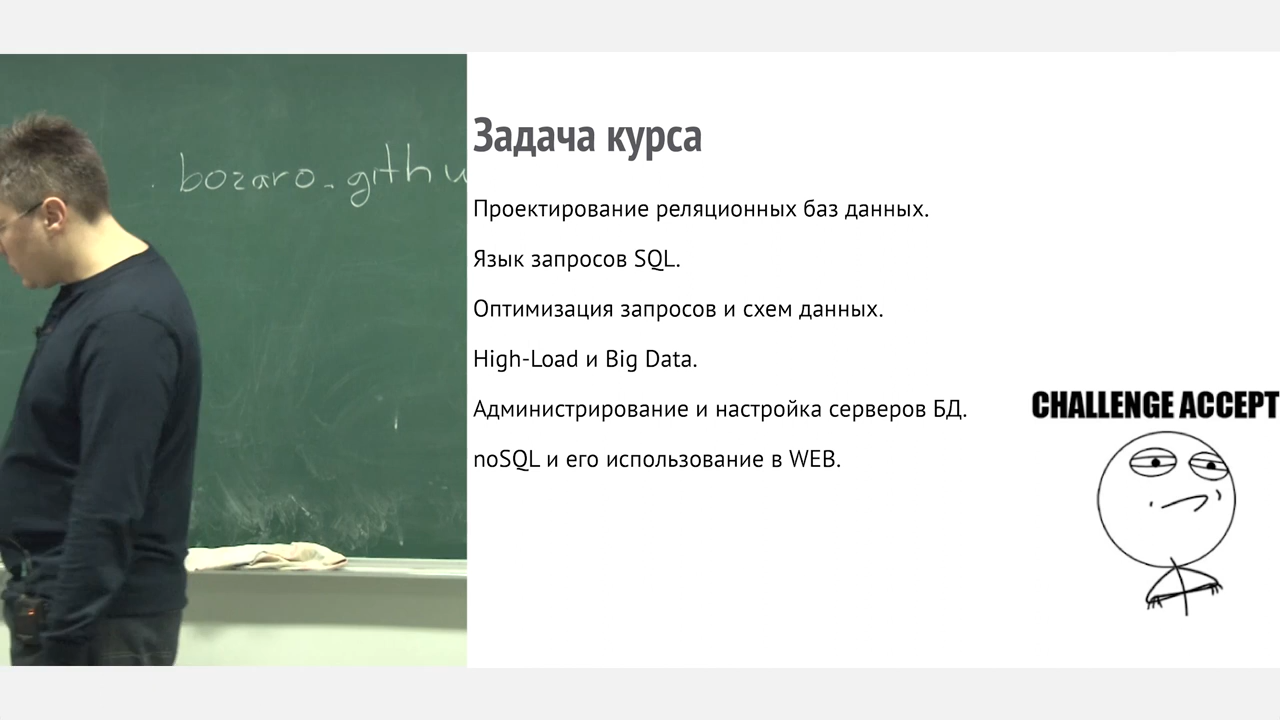 bozaro.githu
Задача курса
Проектирование реляционных баз данных.
Язык запросов SQL.
Оптимизация запросов и схем данных.
High-Load и Big Data.
Администрирование и настройка серверов БД.
noSQL и его использование в WEB.
CHALLENGE ACCEPT